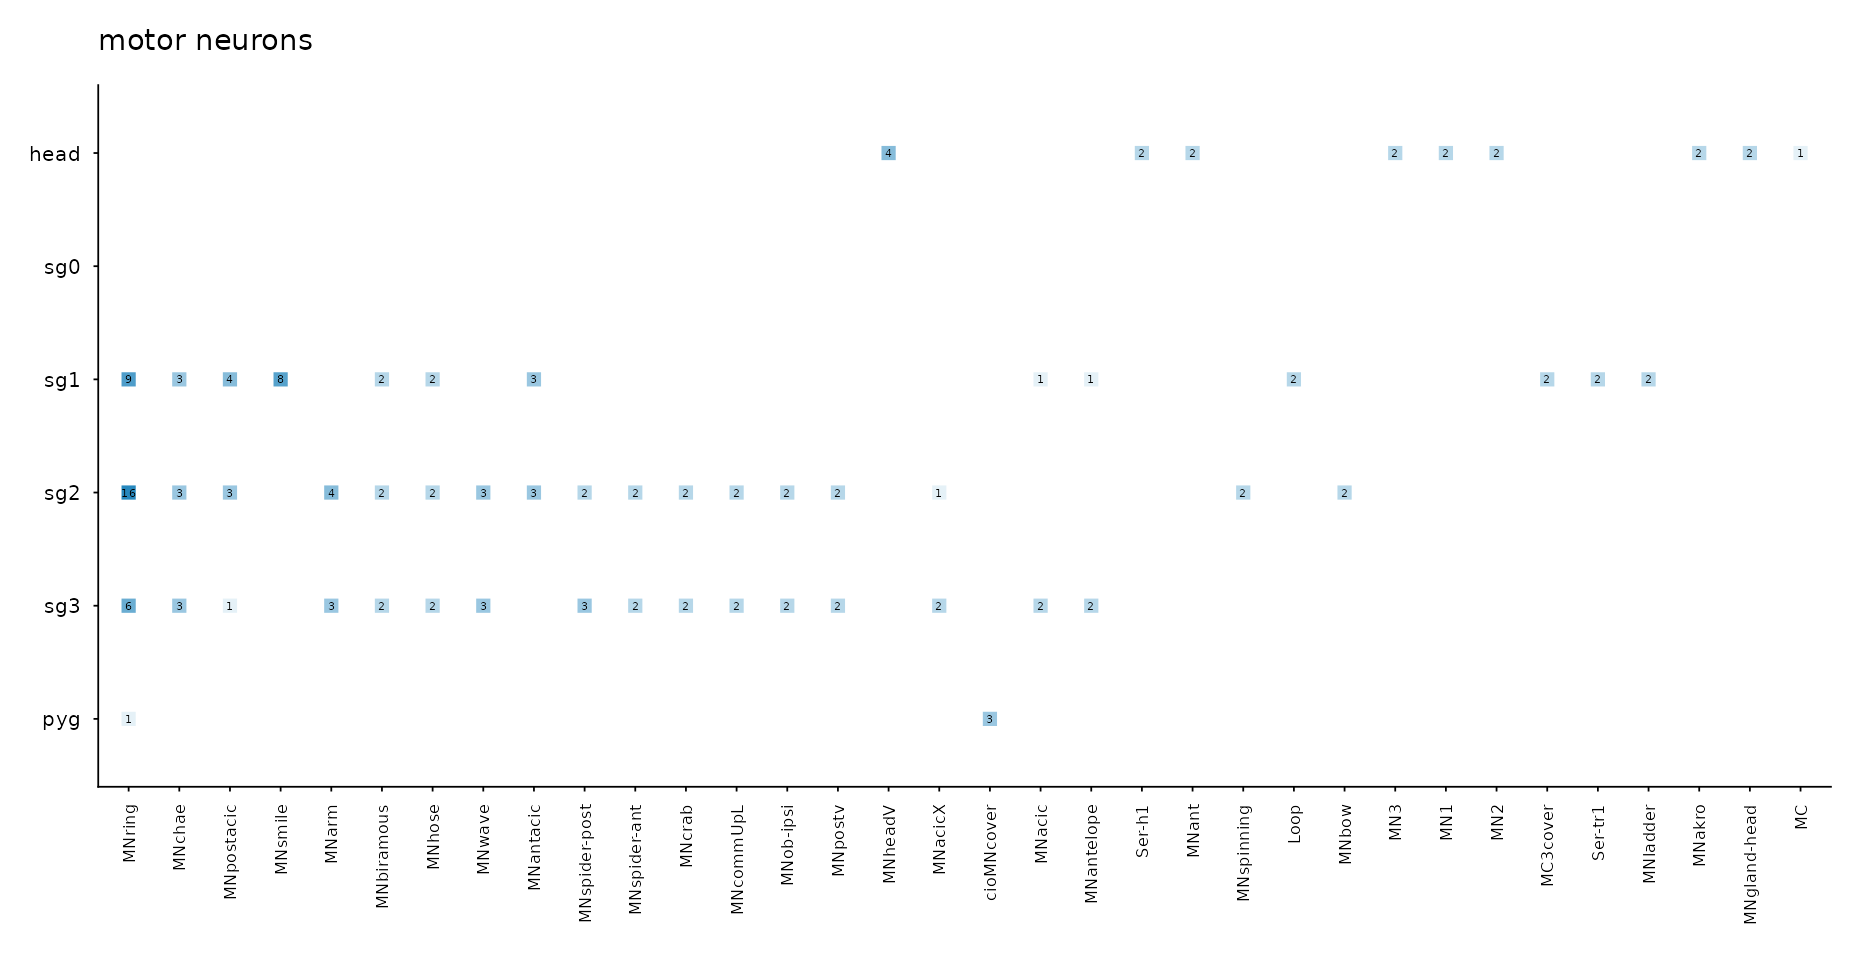 motor neurons
head 4 2 2 2 2 2 2 2 1
sg0
sg1 9 3 4 8 2 2 3 1 1 2 2 2 2
sg2 16 3 3 4 2 2 3 3 2 2 2 2 2 2 1 2 2
sg3 6 3 1 3 2 2 3 3 2 2 2 2 2 2 2 2
pyg 1 3
MNring
MNchae
MNpostacic
MNsmile
MNarm
MNbiramous
MNhose
MNwave
MNantacic
MNspider-post
MNspider-ant
MNcrab
MNcommUpL
MNob-ipsi
MNpostv
MNheadV
MNacicX
cioMNcover
MNacic
MNantelope
Ser-h1
MNant
MNspinning
Loop
MNbow
MN3
MN1
MN2
MC3cover
Ser-tr1
MNladder
MNakro
MNgland-head
MC